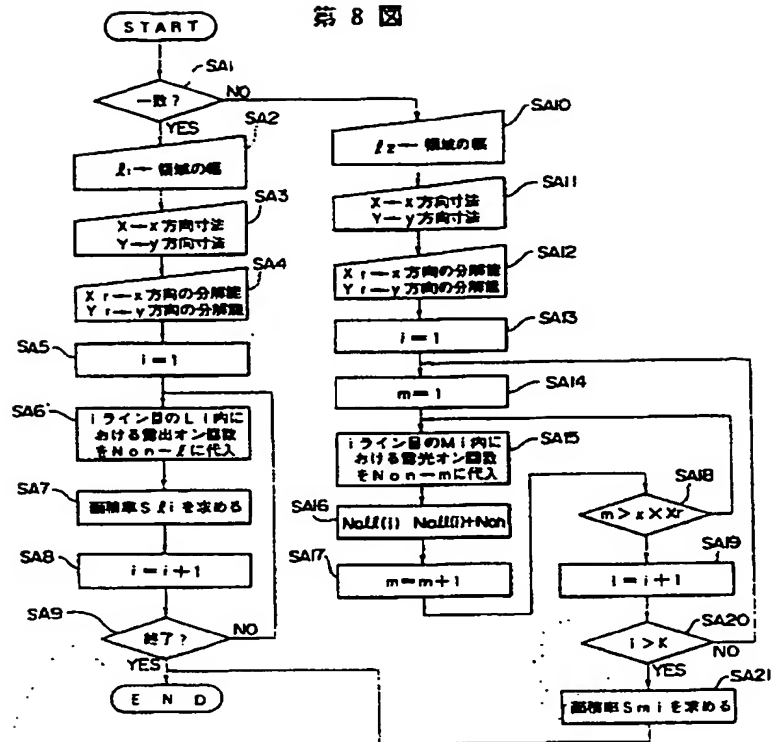 第 8 図
START
SA1
一致?
NO
YES
SA2
ℓ1← 領域の幅
SA3
X←x方向寸法
Y←y方向寸法
SA4
Xr←x方向の分解能
Yr←y方向の分解能
SA5
i=1
SA6
iライン目のLi内に
おける露出オン回数
をNon-ℓに代入
SA7
面積率Sℓiを求める
SA8
i=i+1
SA9
終了?
NO
YES
END
SA10
ℓ2← 領域の幅
SA11
X←x方向寸法
Y←y方向寸法
SA12
Xr←x方向の分解能
Yr←y方向の分解能
SA13
i=1
SA14
m=1
SA15
iライン目のMi内に
おける露光オン回数
をNon-mに代入
SA16
Nall(i) Nall(i)+Non
SA17
m=m+1
SA18
m>x×Xr
SA19
i=i+1
SA20
i>K
NO
YES
SA21
面積率Smiを求める